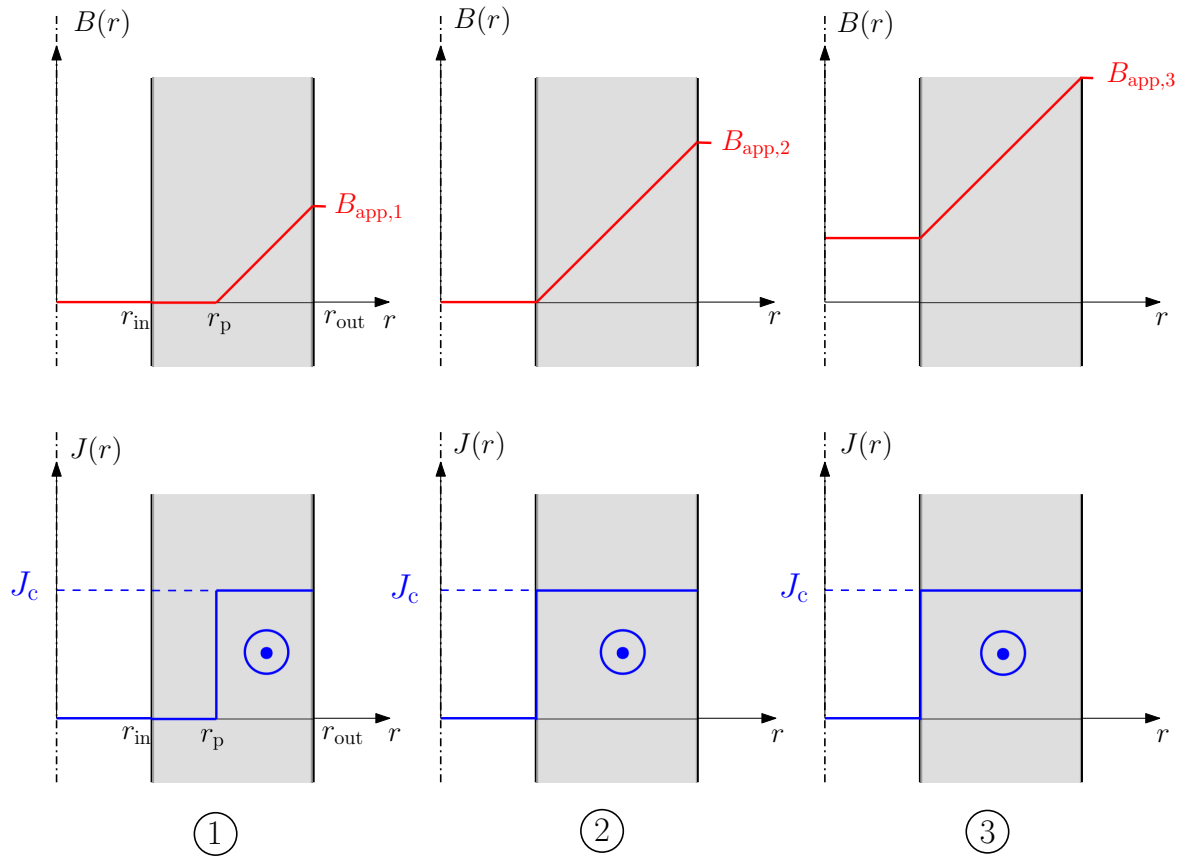 B(r)
B(r)
B(r)
B_app,1
B_app,2
B_app,3
r_in
r_p
r_out
r
r
r
J(r)
J(r)
J(r)
J_c
J_c
J_c
r_in
r_p
r_out
r
r
r
1
2
3